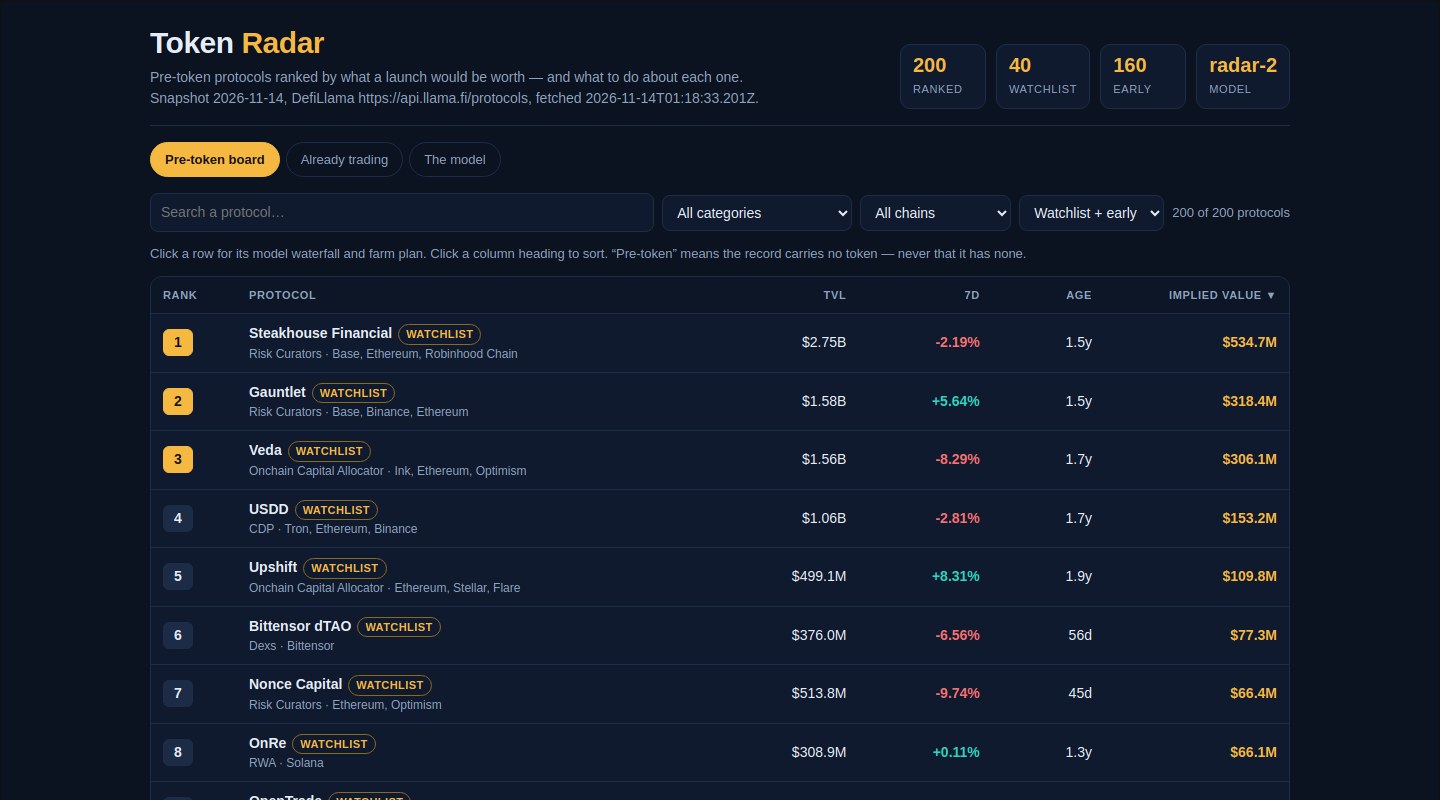 Token Radar
Pre-token protocols ranked by what a launch would be worth — and what to do about each one.
Snapshot 2026-11-14, DefiLlama https://api.llama.fi/protocols, fetched 2026-11-14T01:18:33.201Z.
200
RANKED
40
WATCHLIST
160
EARLY
radar-2
MODEL
Pre-token board
Already trading
The model
Search a protocol…
All categories
All chains
Watchlist + early
200 of 200 protocols
Click a row for its model waterfall and farm plan. Click a column heading to sort. “Pre-token” means the record carries no token — never that it has none.
RANK PROTOCOL TVL 7D AGE IMPLIED VALUE ▼
1 Steakhouse Financial WATCHLIST $2.75B -2.19% 1.5y $534.7M
Risk Curators · Base, Ethereum, Robinhood Chain
2 Gauntlet WATCHLIST $1.58B +5.64% 1.5y $318.4M
Risk Curators · Base, Binance, Ethereum
3 Veda WATCHLIST $1.56B -8.29% 1.7y $306.1M
Onchain Capital Allocator · Ink, Ethereum, Optimism
4 USDD WATCHLIST $1.06B -2.81% 1.7y $153.2M
CDP · Tron, Ethereum, Binance
5 Upshift WATCHLIST $499.1M +8.31% 1.9y $109.8M
Onchain Capital Allocator · Ethereum, Stellar, Flare
6 Bittensor dTAO WATCHLIST $376.0M -6.56% 56d $77.3M
Dexs · Bittensor
7 Nonce Capital WATCHLIST $513.8M -9.74% 45d $66.4M
Risk Curators · Ethereum, Optimism
8 OnRe WATCHLIST $308.9M +0.11% 1.3y $66.1M
RWA · Solana
OpenTrade WATCHLIST